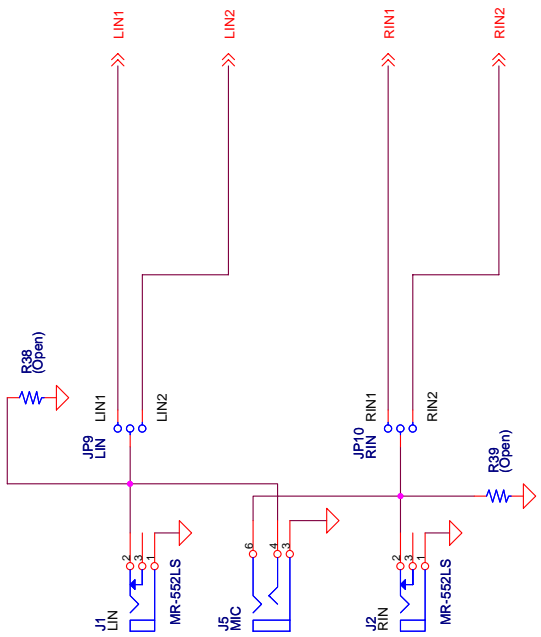 LIN1
LIN2
RIN1
RIN2
R38
(Open)
LIN1
LIN2
JP9
LIN
RIN1
RIN2
JP10
RIN
R39
(Open)
2
3
1
J1
LIN
MR-552LS
6
4
3
J5
MIC
2
3
1
J2
RIN
MR-552LS